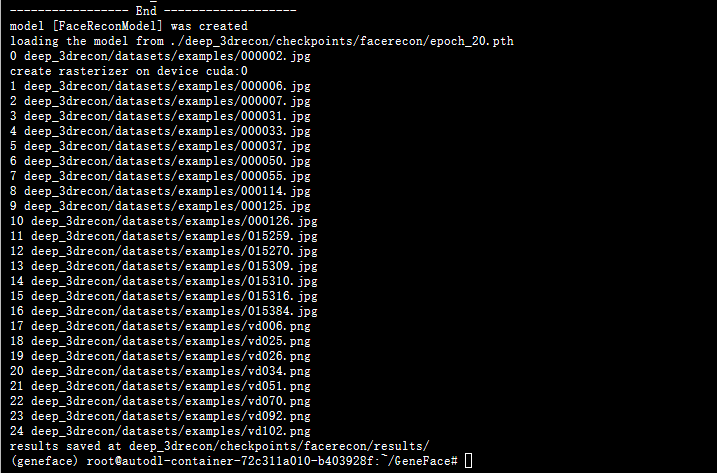 ----------------- End -------------------
model [FaceReconModel] was created
loading the model from ./deep_3drecon/checkpoints/facerecon/epoch_20.pth
0 deep_3drecon/datasets/examples/000002.jpg
create rasterizer on device cuda:0
1 deep_3drecon/datasets/examples/000006.jpg
2 deep_3drecon/datasets/examples/000007.jpg
3 deep_3drecon/datasets/examples/000031.jpg
4 deep_3drecon/datasets/examples/000033.jpg
5 deep_3drecon/datasets/examples/000037.jpg
6 deep_3drecon/datasets/examples/000050.jpg
7 deep_3drecon/datasets/examples/000055.jpg
8 deep_3drecon/datasets/examples/000114.jpg
9 deep_3drecon/datasets/examples/000125.jpg
10 deep_3drecon/datasets/examples/000126.jpg
11 deep_3drecon/datasets/examples/015259.jpg
12 deep_3drecon/datasets/examples/015270.jpg
13 deep_3drecon/datasets/examples/015309.jpg
14 deep_3drecon/datasets/examples/015310.jpg
15 deep_3drecon/datasets/examples/015316.jpg
16 deep_3drecon/datasets/examples/015384.jpg
17 deep_3drecon/datasets/examples/vd006.png
18 deep_3drecon/datasets/examples/vd025.png
19 deep_3drecon/datasets/examples/vd026.png
20 deep_3drecon/datasets/examples/vd034.png
21 deep_3drecon/datasets/examples/vd051.png
22 deep_3drecon/datasets/examples/vd070.png
23 deep_3drecon/datasets/examples/vd092.png
24 deep_3drecon/datasets/examples/vd102.png
results saved at deep_3drecon/checkpoints/facerecon/results/
(geneface) root@autodl-container-72c311a010-b403928f:~/GeneFace#